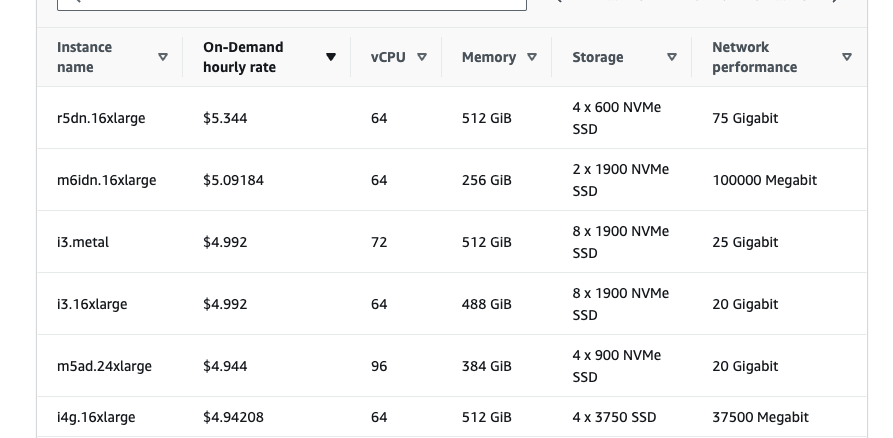 Instance name
On-Demand hourly rate
vCPU
Memory
Storage
Network performance
r5dn.16xlarge
$5.344
64
512 GiB
4 x 600 NVMe
SSD
75 Gigabit
m6idn.16xlarge
$5.09184
64
256 GiB
2 x 1900 NVMe
SSD
100000 Megabit
i3.metal
$4.992
72
512 GiB
8 x 1900 NVMe
SSD
25 Gigabit
i3.16xlarge
$4.992
64
488 GiB
8 x 1900 NVMe
SSD
20 Gigabit
m5ad.24xlarge
$4.944
96
384 GiB
4 x 900 NVMe
SSD
20 Gigabit
i4g.16xlarge
$4.94208
64
512 GiB
4 x 3750 SSD
37500 Megabit